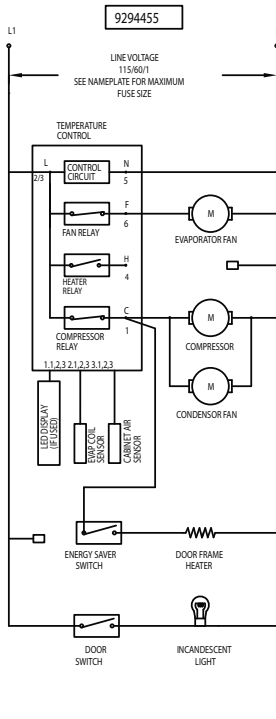 9294455
L1
LINE VOLTAGE
115/60/1
SEE NAMEPLATE FOR MAXIMUM
FUSE SIZE
TEMPERATURE
CONTROL
L
2/3
CONTROL
CIRCUIT
N
5
F
6
FAN RELAY
M
EVAPORATOR FAN
H
4
HEATER
RELAY
C
1
COMPRESSOR
RELAY
M
COMPRESSOR
1.1,2,3 2.1,2,3 3.1,2,3
M
CONDENSOR FAN
LED DISPLAY
(IF USED)
EVAP COIL
SENSOR
CABINET AIR
SENSOR
ENERGY SAVER
SWITCH
DOOR FRAME
HEATER
DOOR
SWITCH
INCANDESCENT
LIGHT